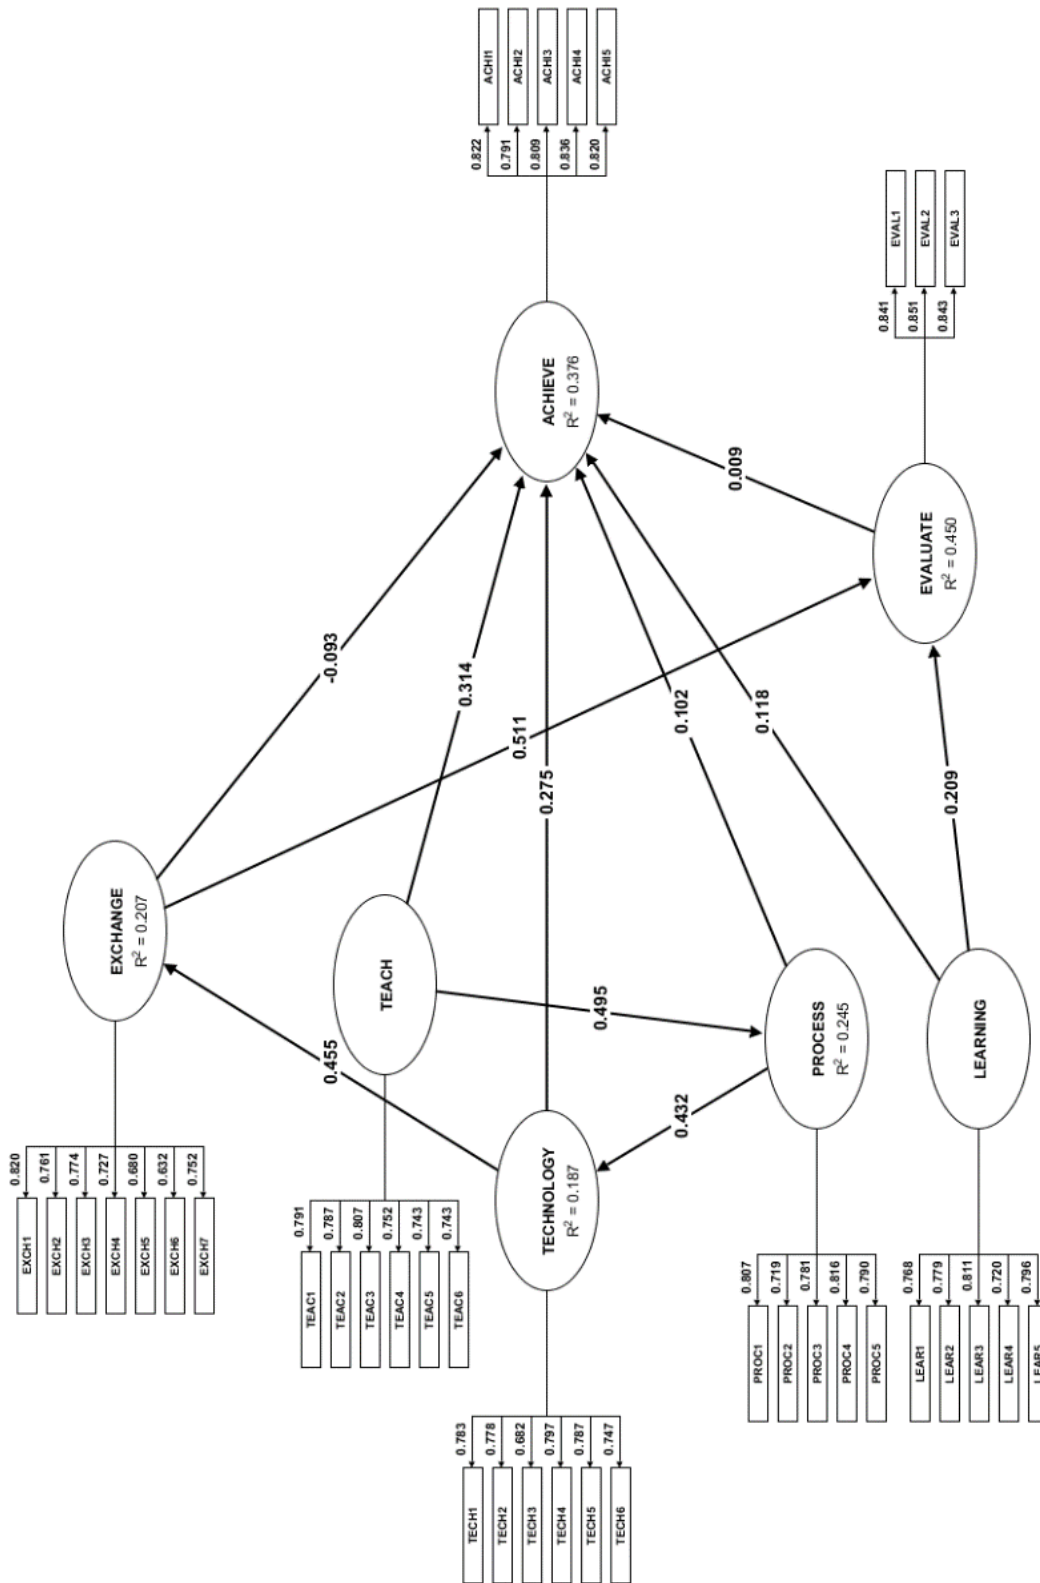 EXCH1
EXCH2
EXCH3
EXCH4
EXCH5
EXCH6
EXCH7
0.820
0.761
0.774
0.727
0.680
0.632
0.752
EXCHANGE
R² = 0.207
TEAC1
TEAC2
TEAC3
TEAC4
TEAC5
TEAC6
0.791
0.787
0.807
0.752
0.743
0.743
TEACH
TECH1
TECH2
TECH3
TECH4
TECH5
TECH6
0.783
0.778
0.682
0.797
0.787
0.747
TECHNOLOGY
R² = 0.187
PROC1
PROC2
PROC3
PROC4
PROC5
0.807
0.719
0.781
0.816
0.790
PROCESS
R² = 0.245
LEAR1
LEAR2
LEAR3
LEAR4
LEAR5
0.768
0.779
0.811
0.720
0.796
LEARNING
0.455
0.495
0.432
-0.093
0.314
0.511
0.275
0.102
0.118
0.209
0.009
ACHIEVE
R² = 0.376
0.822
0.791
0.809
0.836
0.820
ACHI1
ACHI2
ACHI3
ACHI4
ACHI5
EVALUATE
R² = 0.450
0.841
0.851
0.843
EVAL1
EVAL2
EVAL3